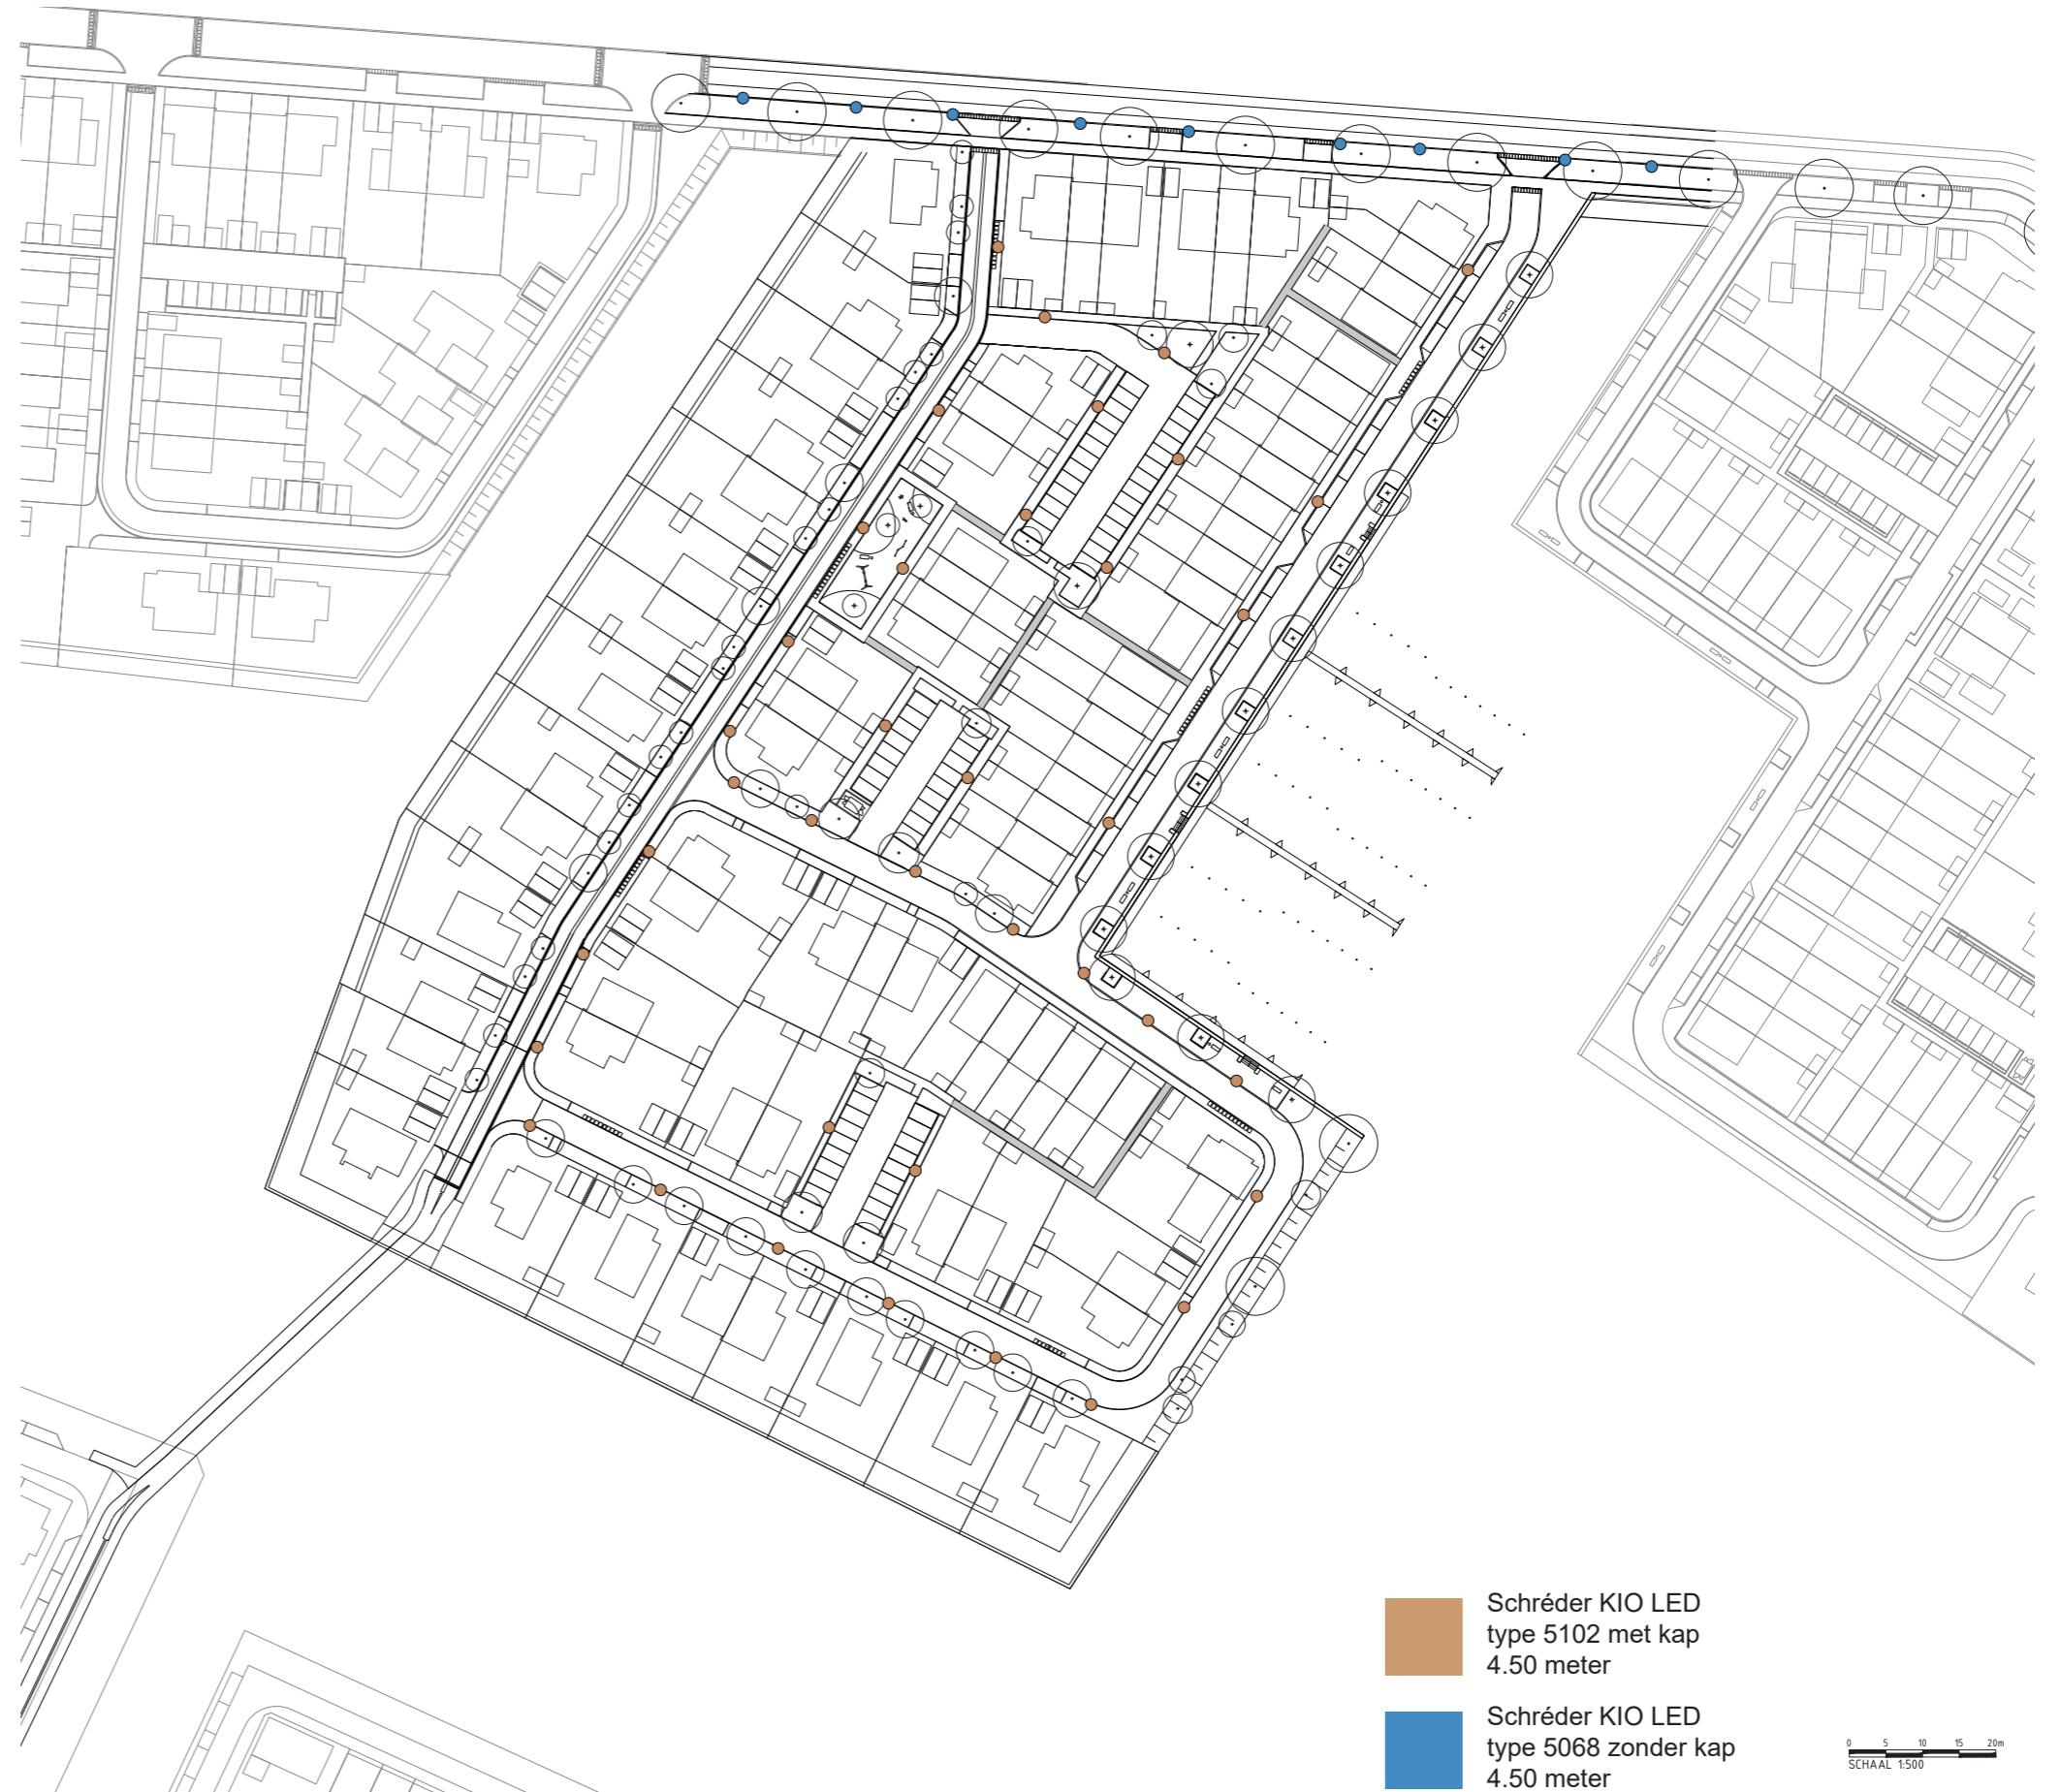 Schréder KIO LED
type 5102 met kap
4.50 meter
Schréder KIO LED
type 5068 zonder kap
4.50 meter
0 5 10 15 20m
SCHAAL 1:500